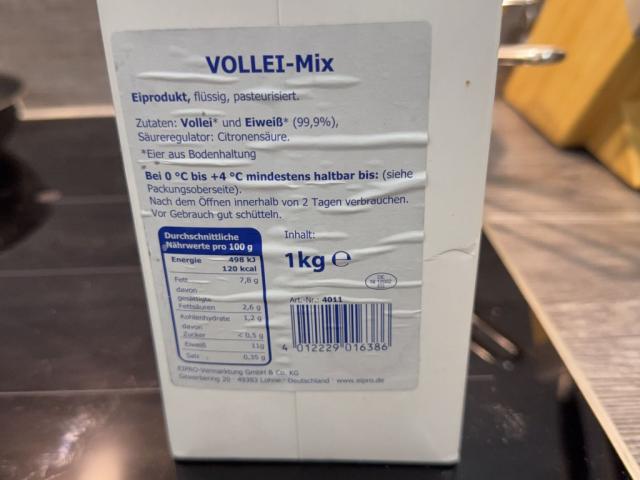 VOLLEI-Mix
Eiprodukt, flüssig, pasteurisiert.
Zutaten: Vollei* und Eiweiß* (99,9%),
Säureregulator: Citronensäure.
*Eier aus Bodenhaltung
Bei 0 °C bis +4 °C mindestens haltbar bis: (siehe
Packungsoberseite).
Nach dem Öffnen innerhalb von 2 Tagen verbrauchen.
Vor Gebrauch gut schütteln.
Durchschnittliche
Nährwerte pro 100 g
Energie 498 kJ
120 kcal
Fett 7,8 g
davon
gesättigte
Fettsäuren 2,6 g
Kohlenhydrate 1,2 g
davon
Zucker < 0,5 g
Eiweiß 11g
Salz 0,35 g
Inhalt:
1kg e
Art.-Nr.: 4011
4 012229 016386
EIPRO-Vermarktung GmbH & Co. KG
Gewerbering 20 · 49393 Lohne · Deutschland · www.eipro.de